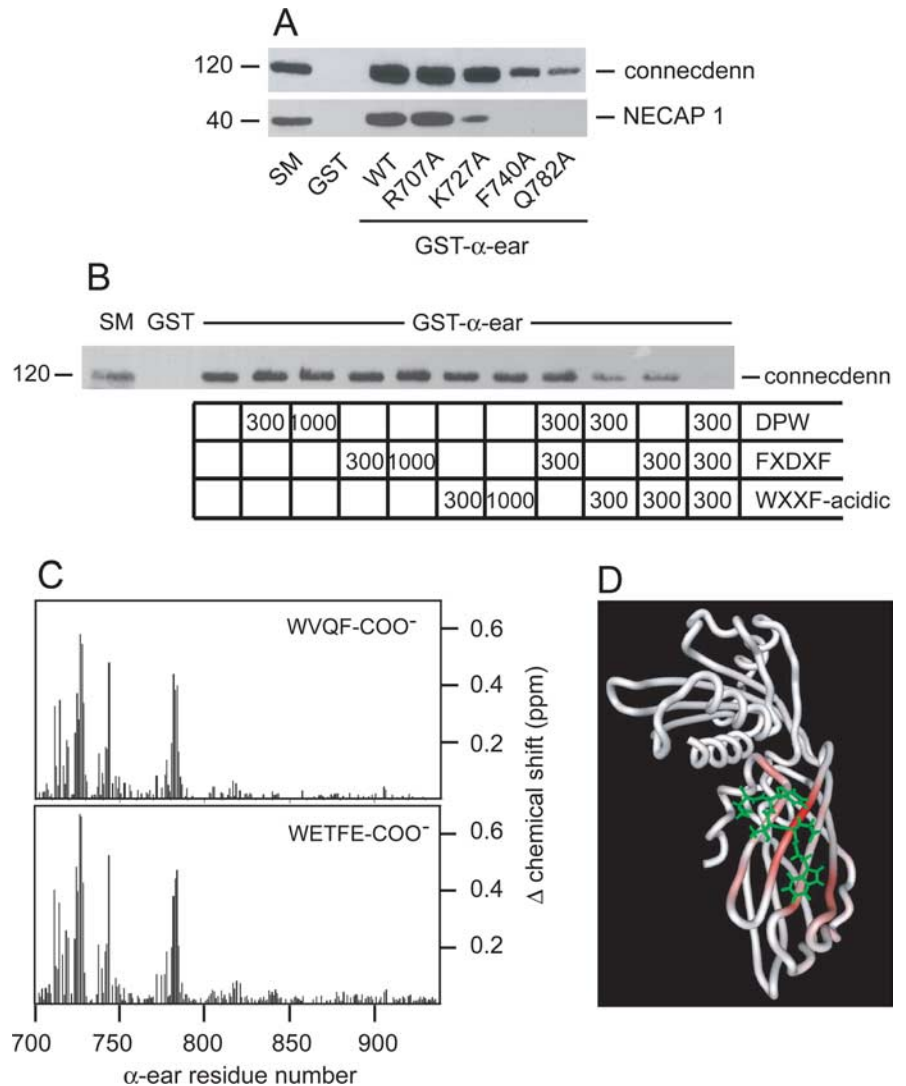 A
120
connecdenn
40
NECAP 1
SM
GST
WT
R707A
K727A
F740A
Q782A
GST-α-ear
B
SM GST GST-α-ear
120
connecdenn
300 1000 300 300 300 DPW
300 1000 300 300 300 FXDXF
300 1000 300 300 300 WXXF-acidic
C
WVQF-COO⁻
0.6
0.4
0.2
WETFE-COO⁻
0.6
0.4
0.2
Δ chemical shift (ppm)
700 750 800 850 900
α-ear residue number
D